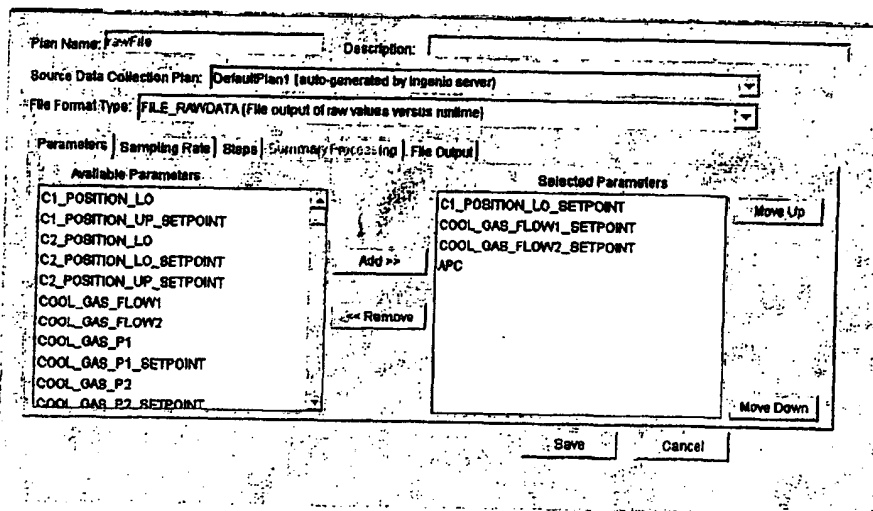 Plan Name: rawFile Description:
Source Data Collection Plan: DefaultPlan1 (auto-generated by Ingenio server)
File Format Type: FILE_RAWDATA (File output of raw values versus runtime)
Parameters Sampling Rate Steps Summary Processing File Output
Available Parameters Selected Parameters
C1_POSITION_LO
C1_POSITION_UP_SETPOINT
C2_POSITION_LO
C2_POSITION_LO_SETPOINT
C2_POSITION_UP_SETPOINT
COOL_GAS_FLOW1
COOL_GAS_FLOW2
COOL_GAS_P1
COOL_GAS_P1_SETPOINT
COOL_GAS_P2
COOL_GAS_P2_SETPOINT
Add >>
<< Remove
C1_POSITION_LO_SETPOINT
COOL_GAS_FLOW1_SETPOINT
COOL_GAS_FLOW2_SETPOINT
APC
Move Up
Move Down
Save Cancel